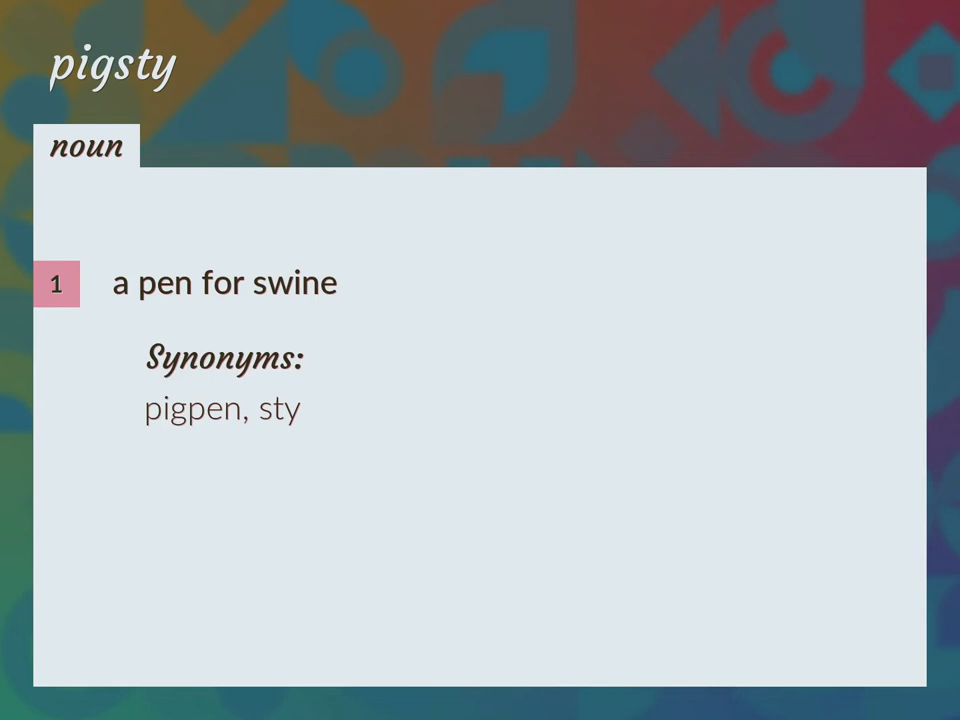 pigsty
noun
1 a pen for swine
Synonyms:
pigpen, sty